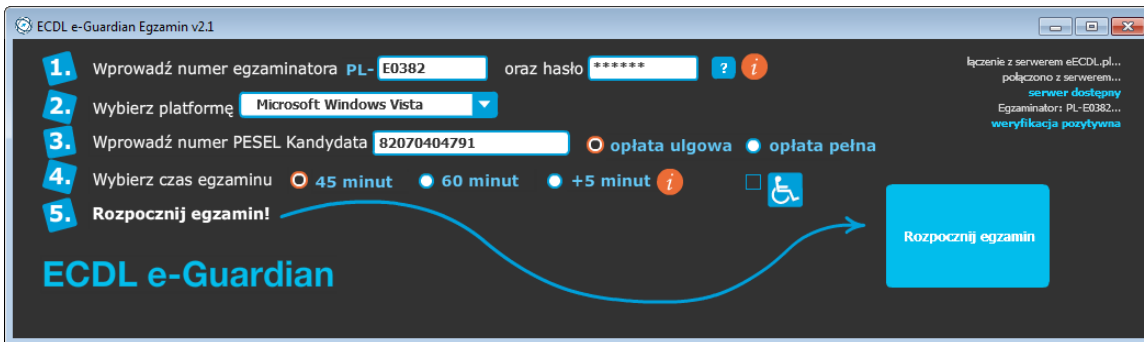 ECDL e-Guardian Egzamin v2.1
1. Wprowadź numer egzaminatora PL- E0382 oraz hasło ****** ? i
2. Wybierz platformę Microsoft Windows Vista
3. Wprowadź numer PESEL Kandydata 82070404791 opłata ulgowa opłata pełna
4. Wybierz czas egzaminu 45 minut 60 minut +5 minut i
5. Rozpocznij egzamin!
łączenie z serwerem eECDL.pl...
połączono z serwerem...
serwer dostępny
Egzaminator: PL-E0382...
weryfikacja pozytywna
Rozpocznij egzamin
ECDL e-Guardian